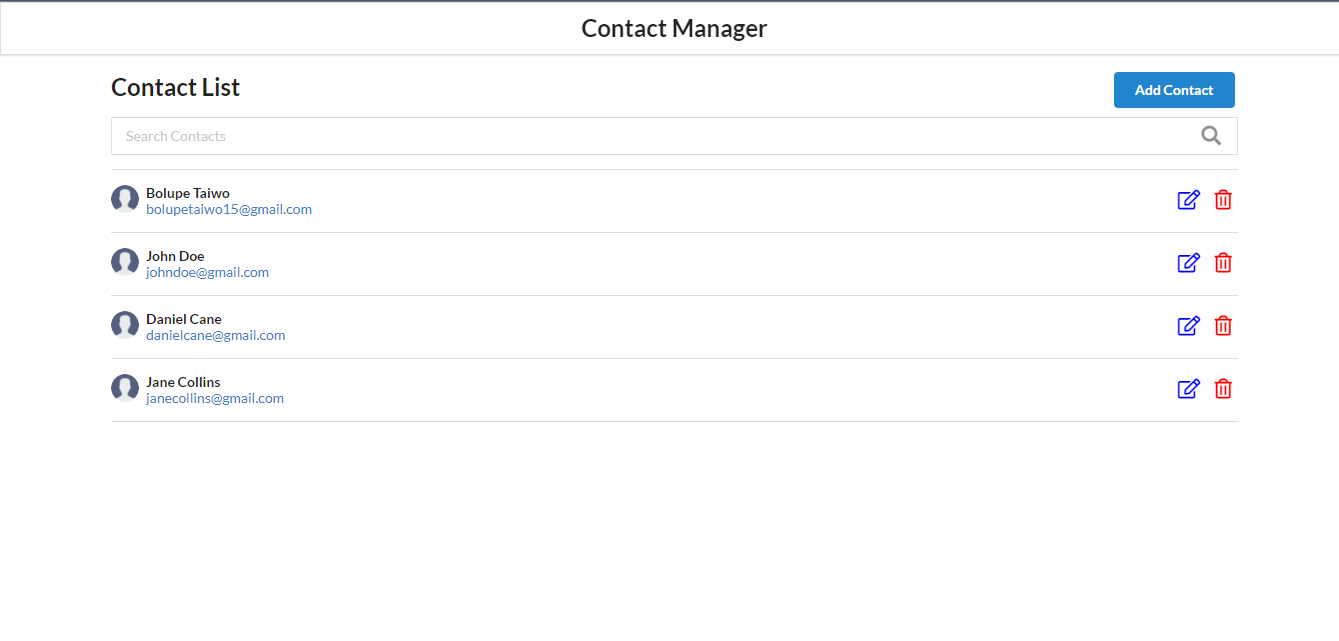 Contact Manager
Contact List
Add Contact
Search Contacts
Bolupe Taiwo
bolupetaiwo15@gmail.com
John Doe
johndoe@gmail.com
Daniel Cane
danielcane@gmail.com
Jane Collins
janecollins@gmail.com